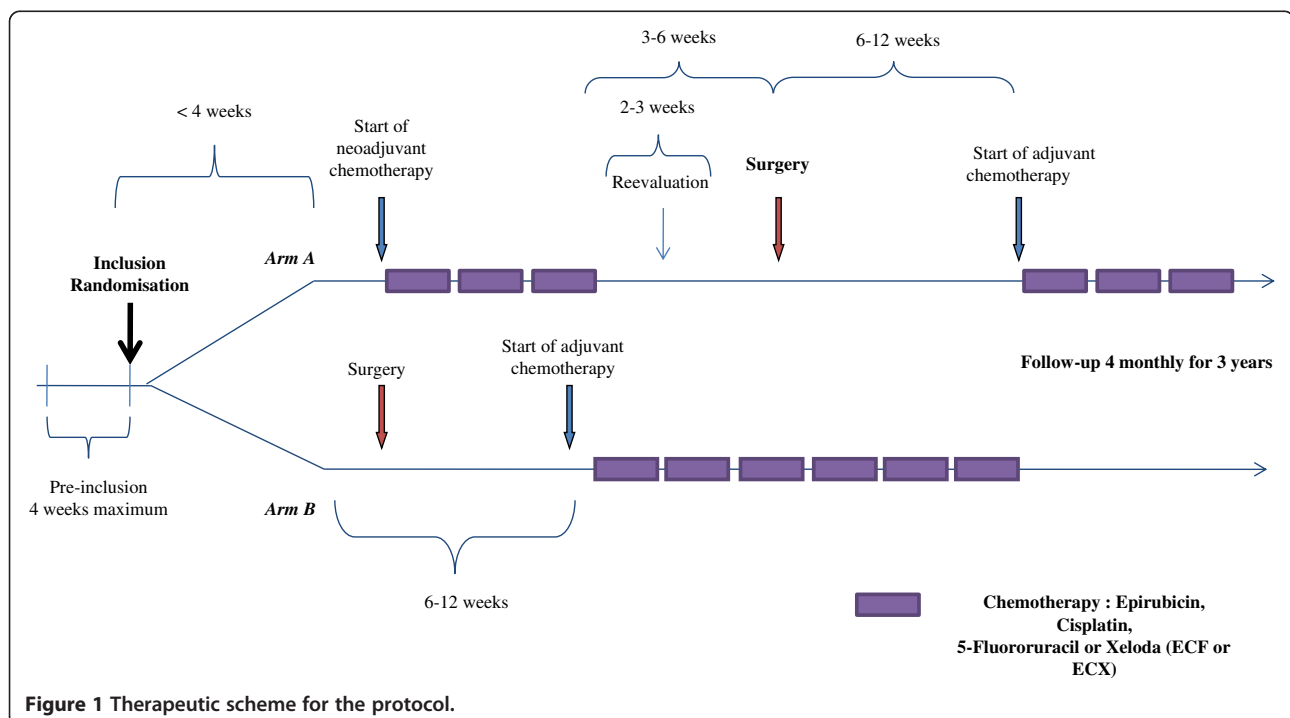 3-6 weeks
6-12 weeks
< 4 weeks
2-3 weeks
Start of
neoadjuvant
chemotherapy
Reevaluation
Surgery
Start of adjuvant
chemotherapy
Inclusion
Randomisation
Arm A
Surgery
Start of adjuvant
chemotherapy
Follow-up 4 monthly for 3 years
Pre-inclusion
4 weeks maximum
Arm B
6-12 weeks
Chemotherapy : Epirubicin,
Cisplatin,
5-Fluororuracil or Xeloda (ECF or
ECX)
Figure 1 Therapeutic scheme for the protocol.